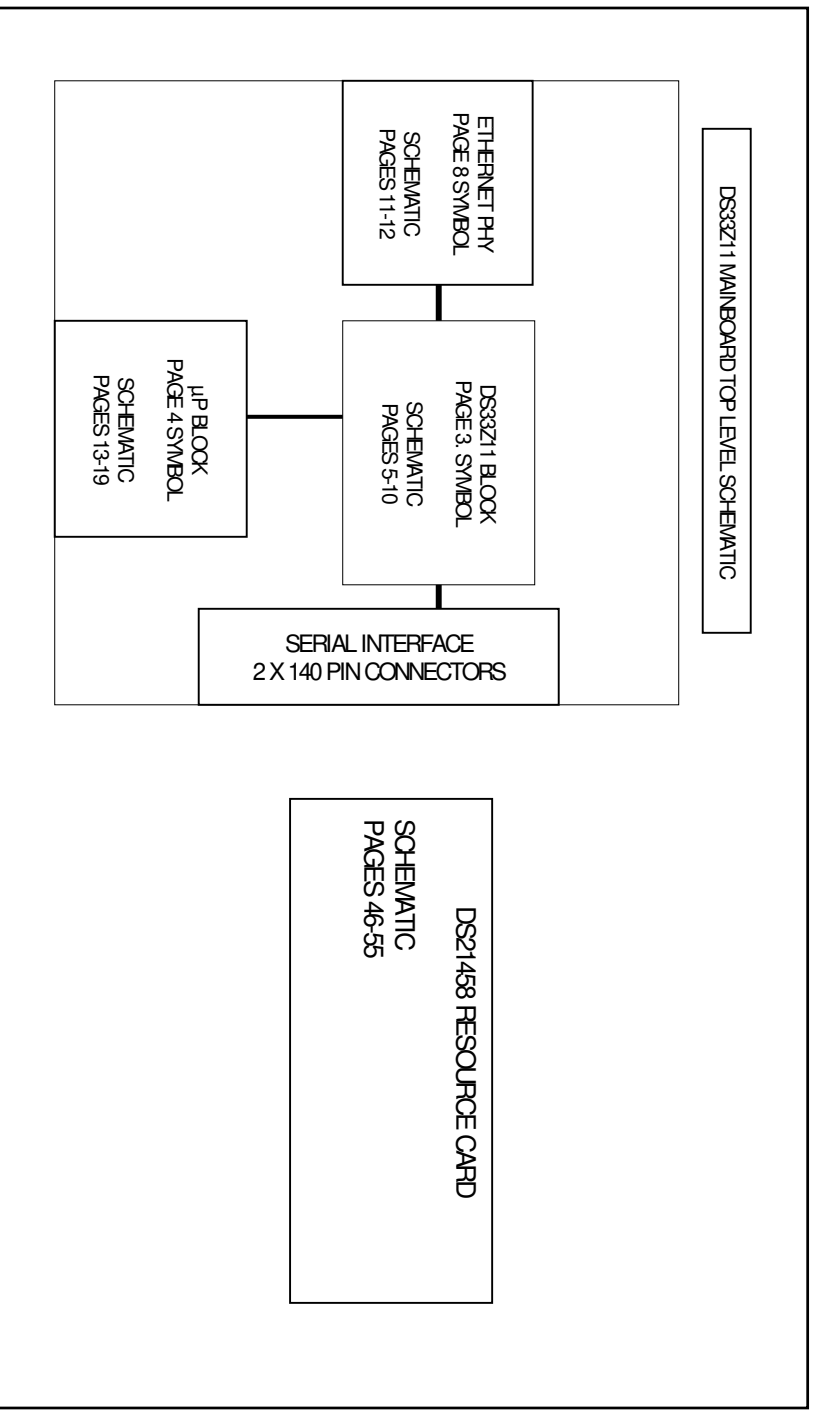 DS33Z11 MAINBOARD TOP LEVEL SCHEMATIC
ETHERNET PHY
PAGE 8 SYMBOL
SCHEMATIC
PAGES 11-12
DS33Z11 BLOCK
PAGE 3. SYMBOL
SCHEMATIC
PAGES 5-10
µP BLOCK
PAGE 4 SYMBOL
SCHEMATIC
PAGES 13-19
SERIAL INTERFACE
2 X 140 PIN CONNECTORS
DS21458 RESOURCE CARD
SCHEMATIC
PAGES 46-55